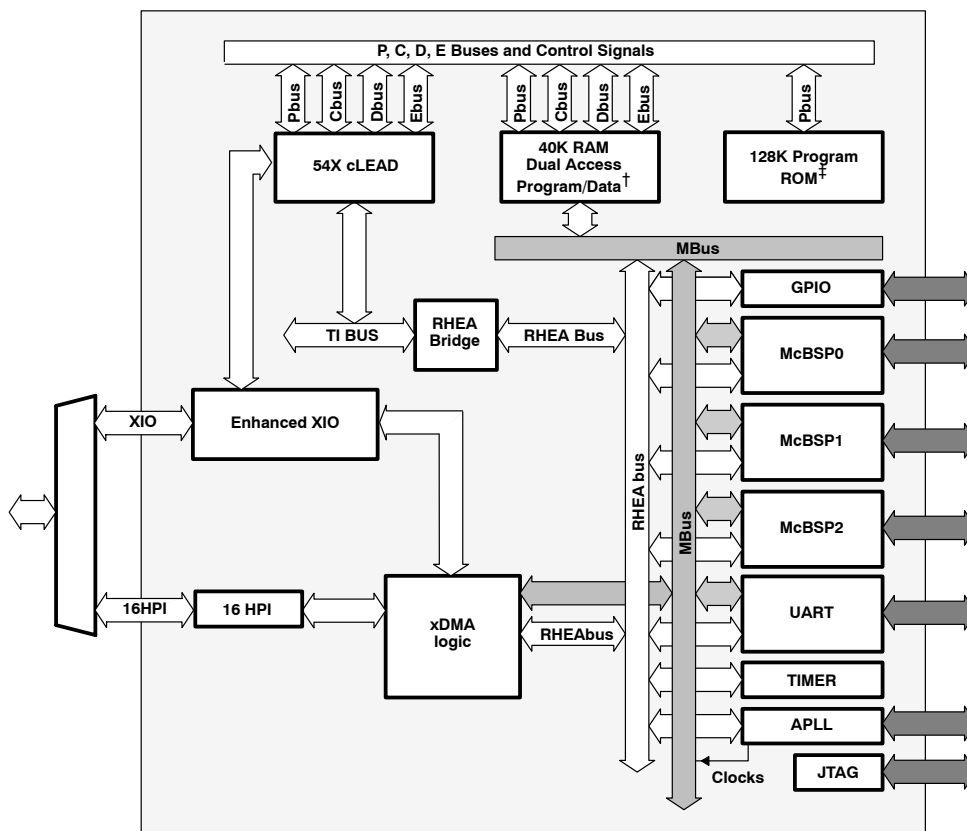 P, C, D, E Buses and Control Signals
Pbus
Cbus
Dbus
Ebus
Pbus
Cbus
Dbus
Ebus
Pbus
54X cLEAD
40K RAM
Dual Access
Program/Data†
128K Program
ROM‡
MBus
GPIO
TI BUS
RHEA
Bridge
RHEA Bus
McBSP0
XIO
Enhanced XIO
McBSP1
RHEA bus
MBus
McBSP2
16HPI
16 HPI
xDMA
logic
RHEAbus
UART
TIMER
APLL
Clocks
JTAG